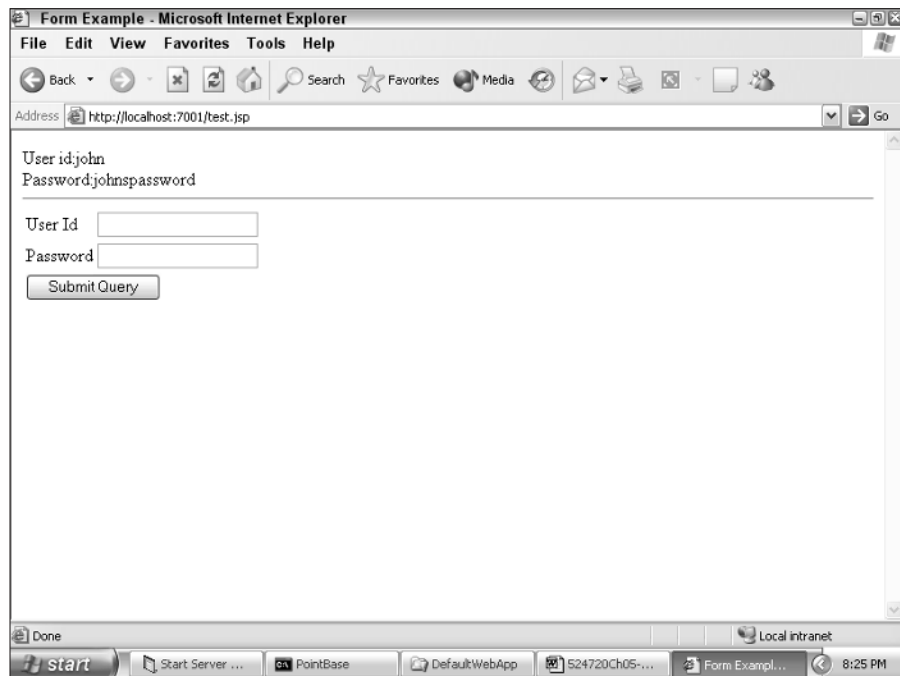 Form Example - Microsoft Internet Explorer
File Edit View Favorites Tools Help
Back Search Favorites Media
Address http://localhost:7001/test.jsp Go
User id:john
Password:johnspassword
User Id
Password
Submit Query
Done Local intranet
start Start Server ... PointBase DefaultWebApp 524720Ch05-... Form Exampl... 8:25 PM